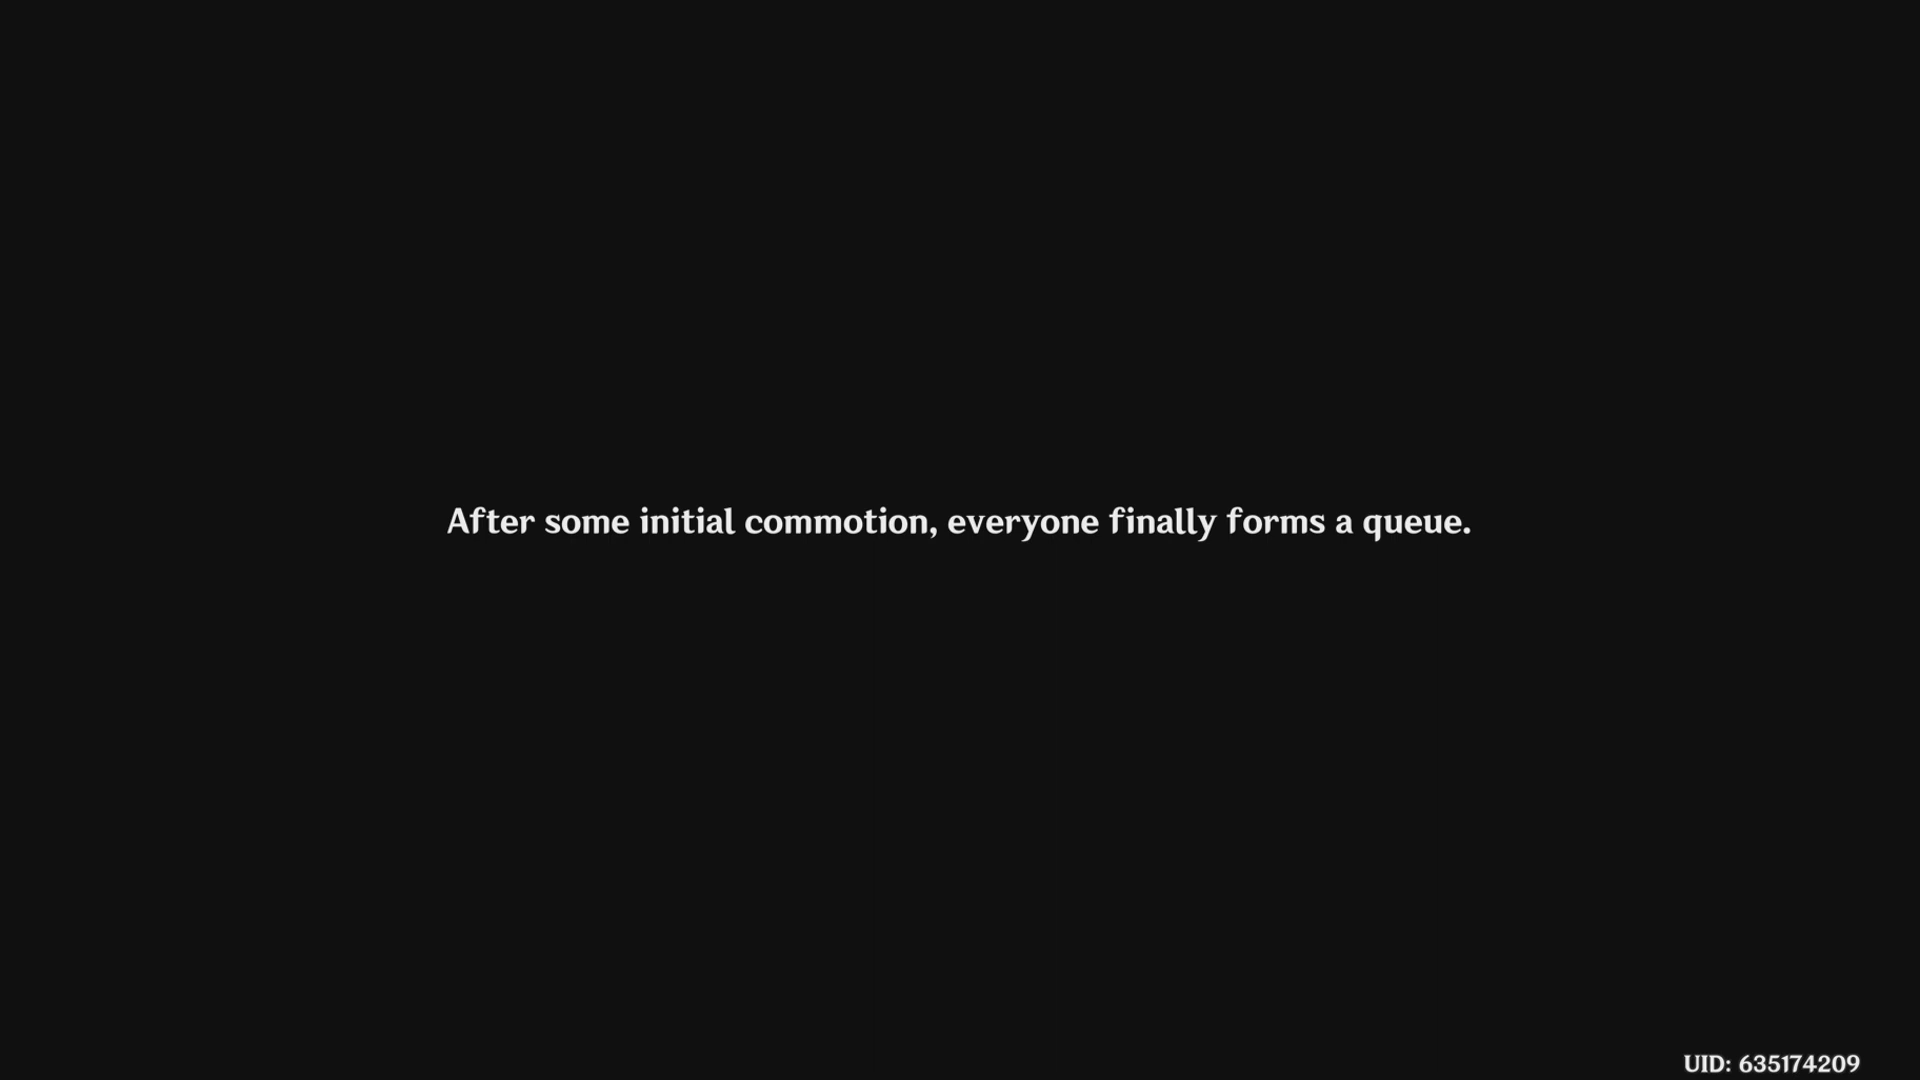 After some initial commotion, everyone finally forms a queue.
UID: 635174209